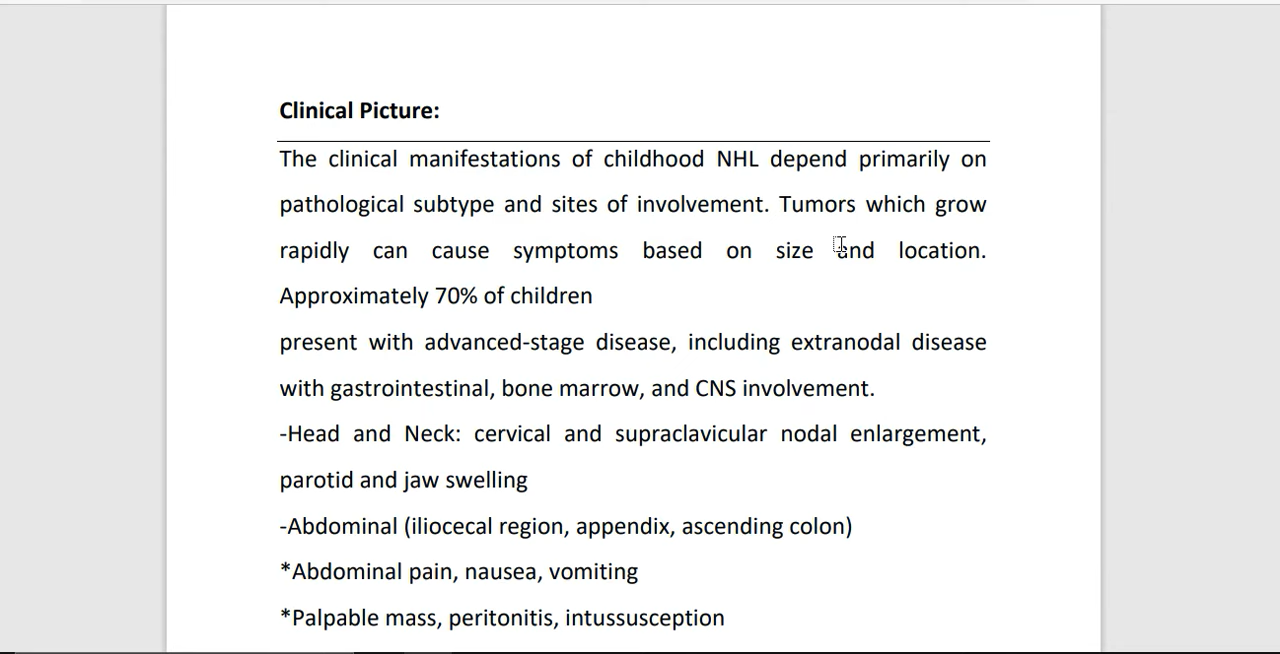 Clinical Picture:
The clinical manifestations of childhood NHL depend primarily on
pathological subtype and sites of involvement. Tumors which grow
rapidly can cause symptoms based on size and location.
Approximately 70% of children
present with advanced-stage disease, including extranodal disease
with gastrointestinal, bone marrow, and CNS involvement.
-Head and Neck: cervical and supraclavicular nodal enlargement,
parotid and jaw swelling
-Abdominal (iliocecal region, appendix, ascending colon)
*Abdominal pain, nausea, vomiting
*Palpable mass, peritonitis, intussusception